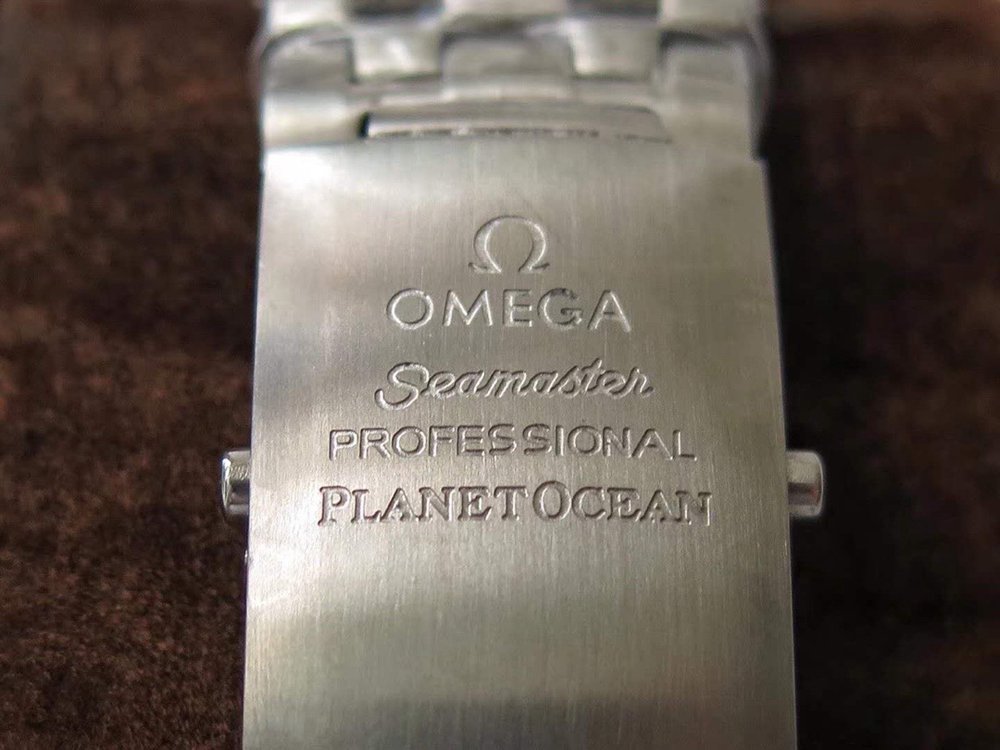 Ω
OMEGA
Seamaster
PROFESSIONAL
PLANET OCEAN